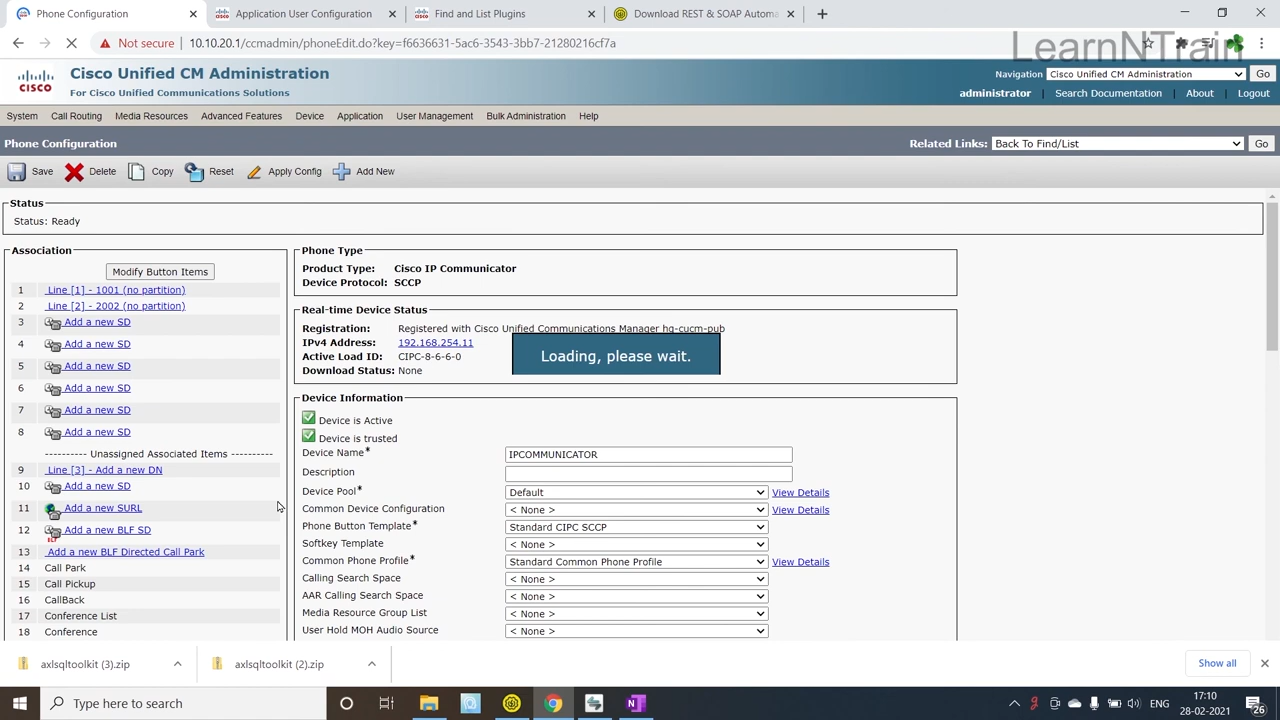 Phone Configuration
Application User Configuration
Find and List Plugins
Download REST & SOAP Autom
Not secure
10.10.20.1/ccmadmin/phoneEdit.do?key=f6636631-5ac6-3543-3bb7-21280216cf7a
LearnNTrain
CISCO
Cisco Unified CM Administration
For Cisco Unified Communications Solutions
Navigation
Cisco Unified CM Administration
Go
administrator
Search Documentation
About
Logout
System
Call Routing
Media Resources
Advanced Features
Device
Application
User Management
Bulk Administration
Help
Phone Configuration
Related Links:
Back To Find/List
Go
Save
Delete
Copy
Reset
Apply Config
Add New
Status
Status: Ready
Association
Modify Button Items
1 Line [1] - 1001 (no partition)
2 Line [2] - 2002 (no partition)
3 Add a new SD
4 Add a new SD
5 Add a new SD
6 Add a new SD
7 Add a new SD
8 Add a new SD
---------- Unassigned Associated Items ----------
9 Line [3] - Add a new DN
10 Add a new SD
11 Add a new SURL
12 Add a new BLF SD
13 Add a new BLF Directed Call Park
14 Call Park
15 Call Pickup
16 CallBack
17 Conference List
18 Conference
Phone Type
Product Type: Cisco IP Communicator
Device Protocol: SCCP
Real-time Device Status
Registration: Registered with Cisco Unified Communications Manager hq-cucm-pub
IPv4 Address: 192.168.254.11
Active Load ID: CIPC-8-6-6-0
Download Status: None
Loading, please wait.
Device Information
Device is Active
Device is trusted
Device Name* IPCOMMUNICATOR
Description
Device Pool* Default View Details
Common Device Configuration < None > View Details
Phone Button Template* Standard CIPC SCCP
Softkey Template < None >
Common Phone Profile* Standard Common Phone Profile View Details
Calling Search Space < None >
AAR Calling Search Space < None >
Media Resource Group List < None >
User Hold MOH Audio Source < None >
axlsqltoolkit (3).zip
axlsqltoolkit (2).zip
Show all
Type here to search
ENG
17:10
28-02-2021
26